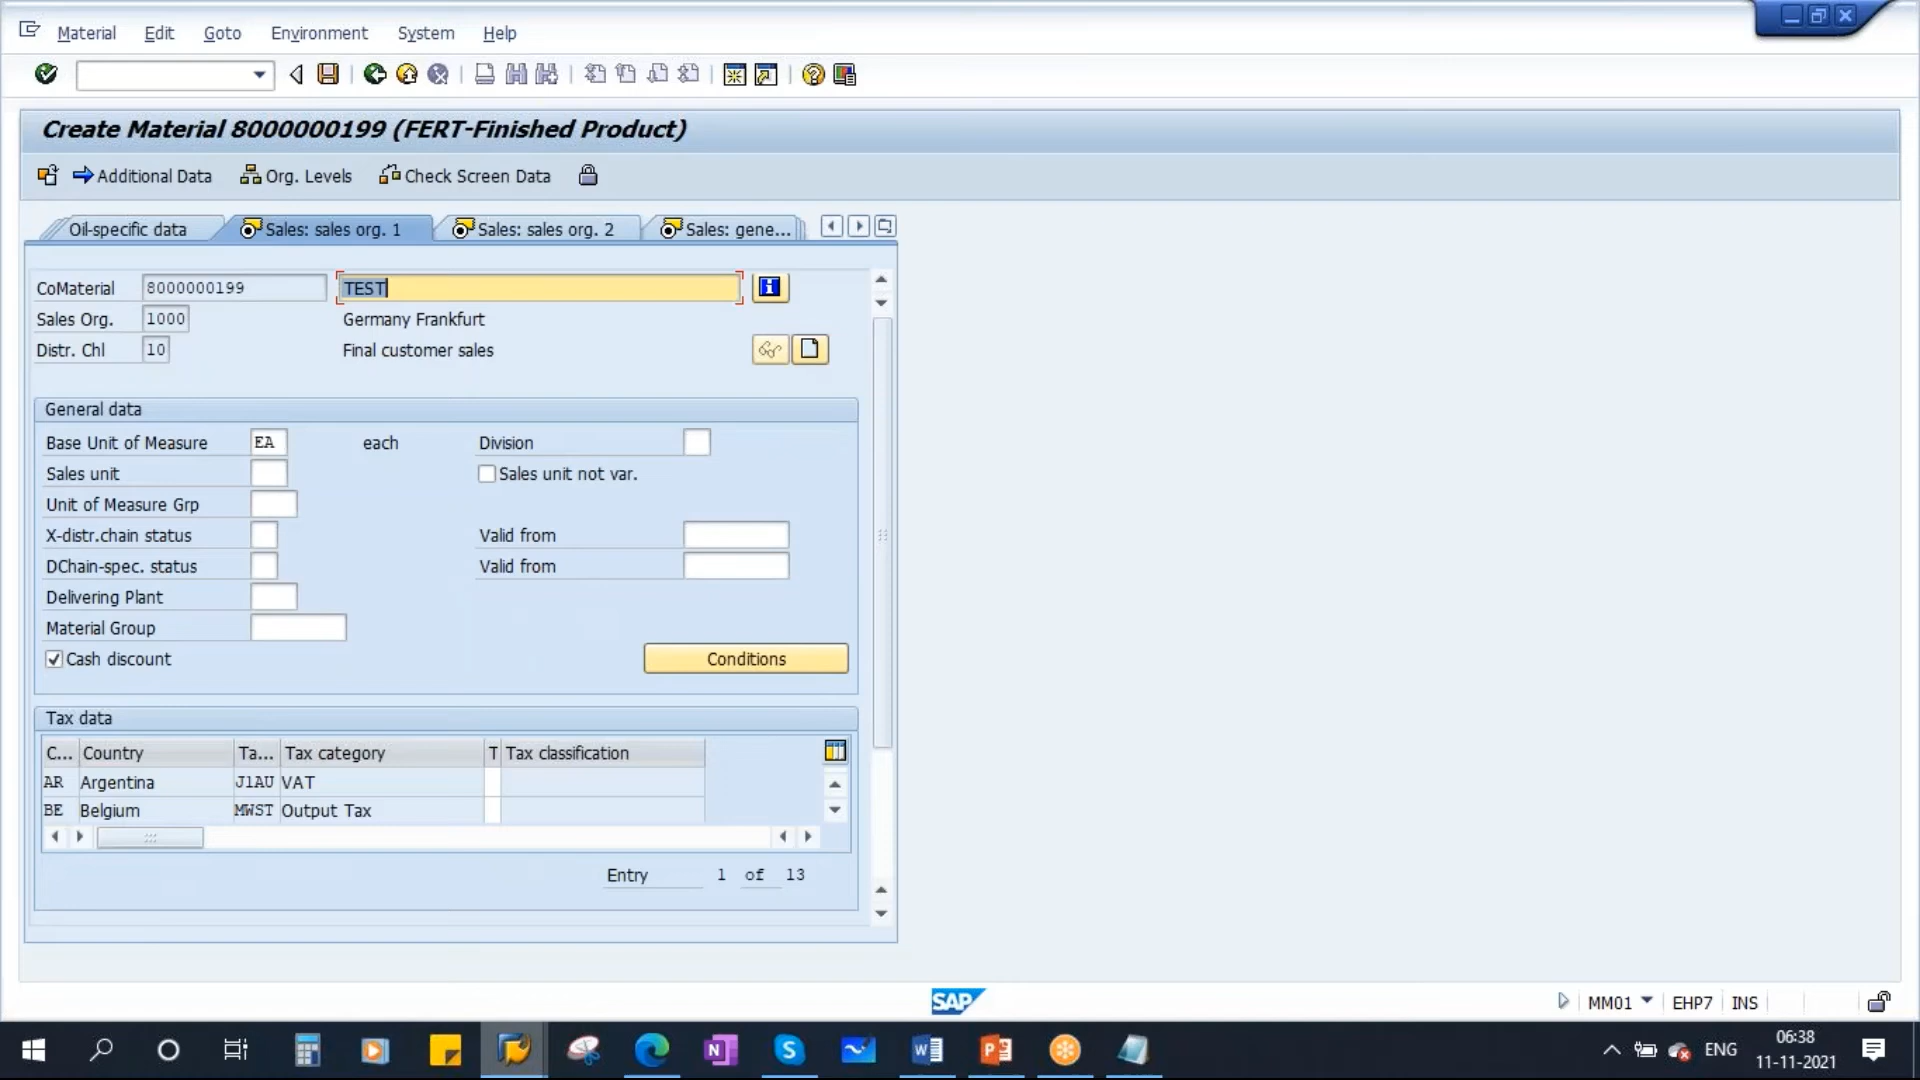 Material Edit Goto Environment System Help
Create Material 8000000199 (FERT-Finished Product)
Additional Data Org. Levels Check Screen Data
Oil-specific data Sales: sales org. 1 Sales: sales org. 2 Sales: gene...
CoMaterial 8000000199 TEST
Sales Org. 1000 Germany Frankfurt
Distr. Chl 10 Final customer sales
General data
Base Unit of Measure EA each Division
Sales unit Sales unit not var.
Unit of Measure Grp
X-distr.chain status Valid from
DChain-spec. status Valid from
Delivering Plant
Material Group
Cash discount Conditions
Tax data
C... Country Ta... Tax category T Tax classification
AR Argentina J1AU VAT
BE Belgium MWST Output Tax
Entry 1 of 13
SAP MM01 EHP7 INS
ENG 06:38
11-11-2021